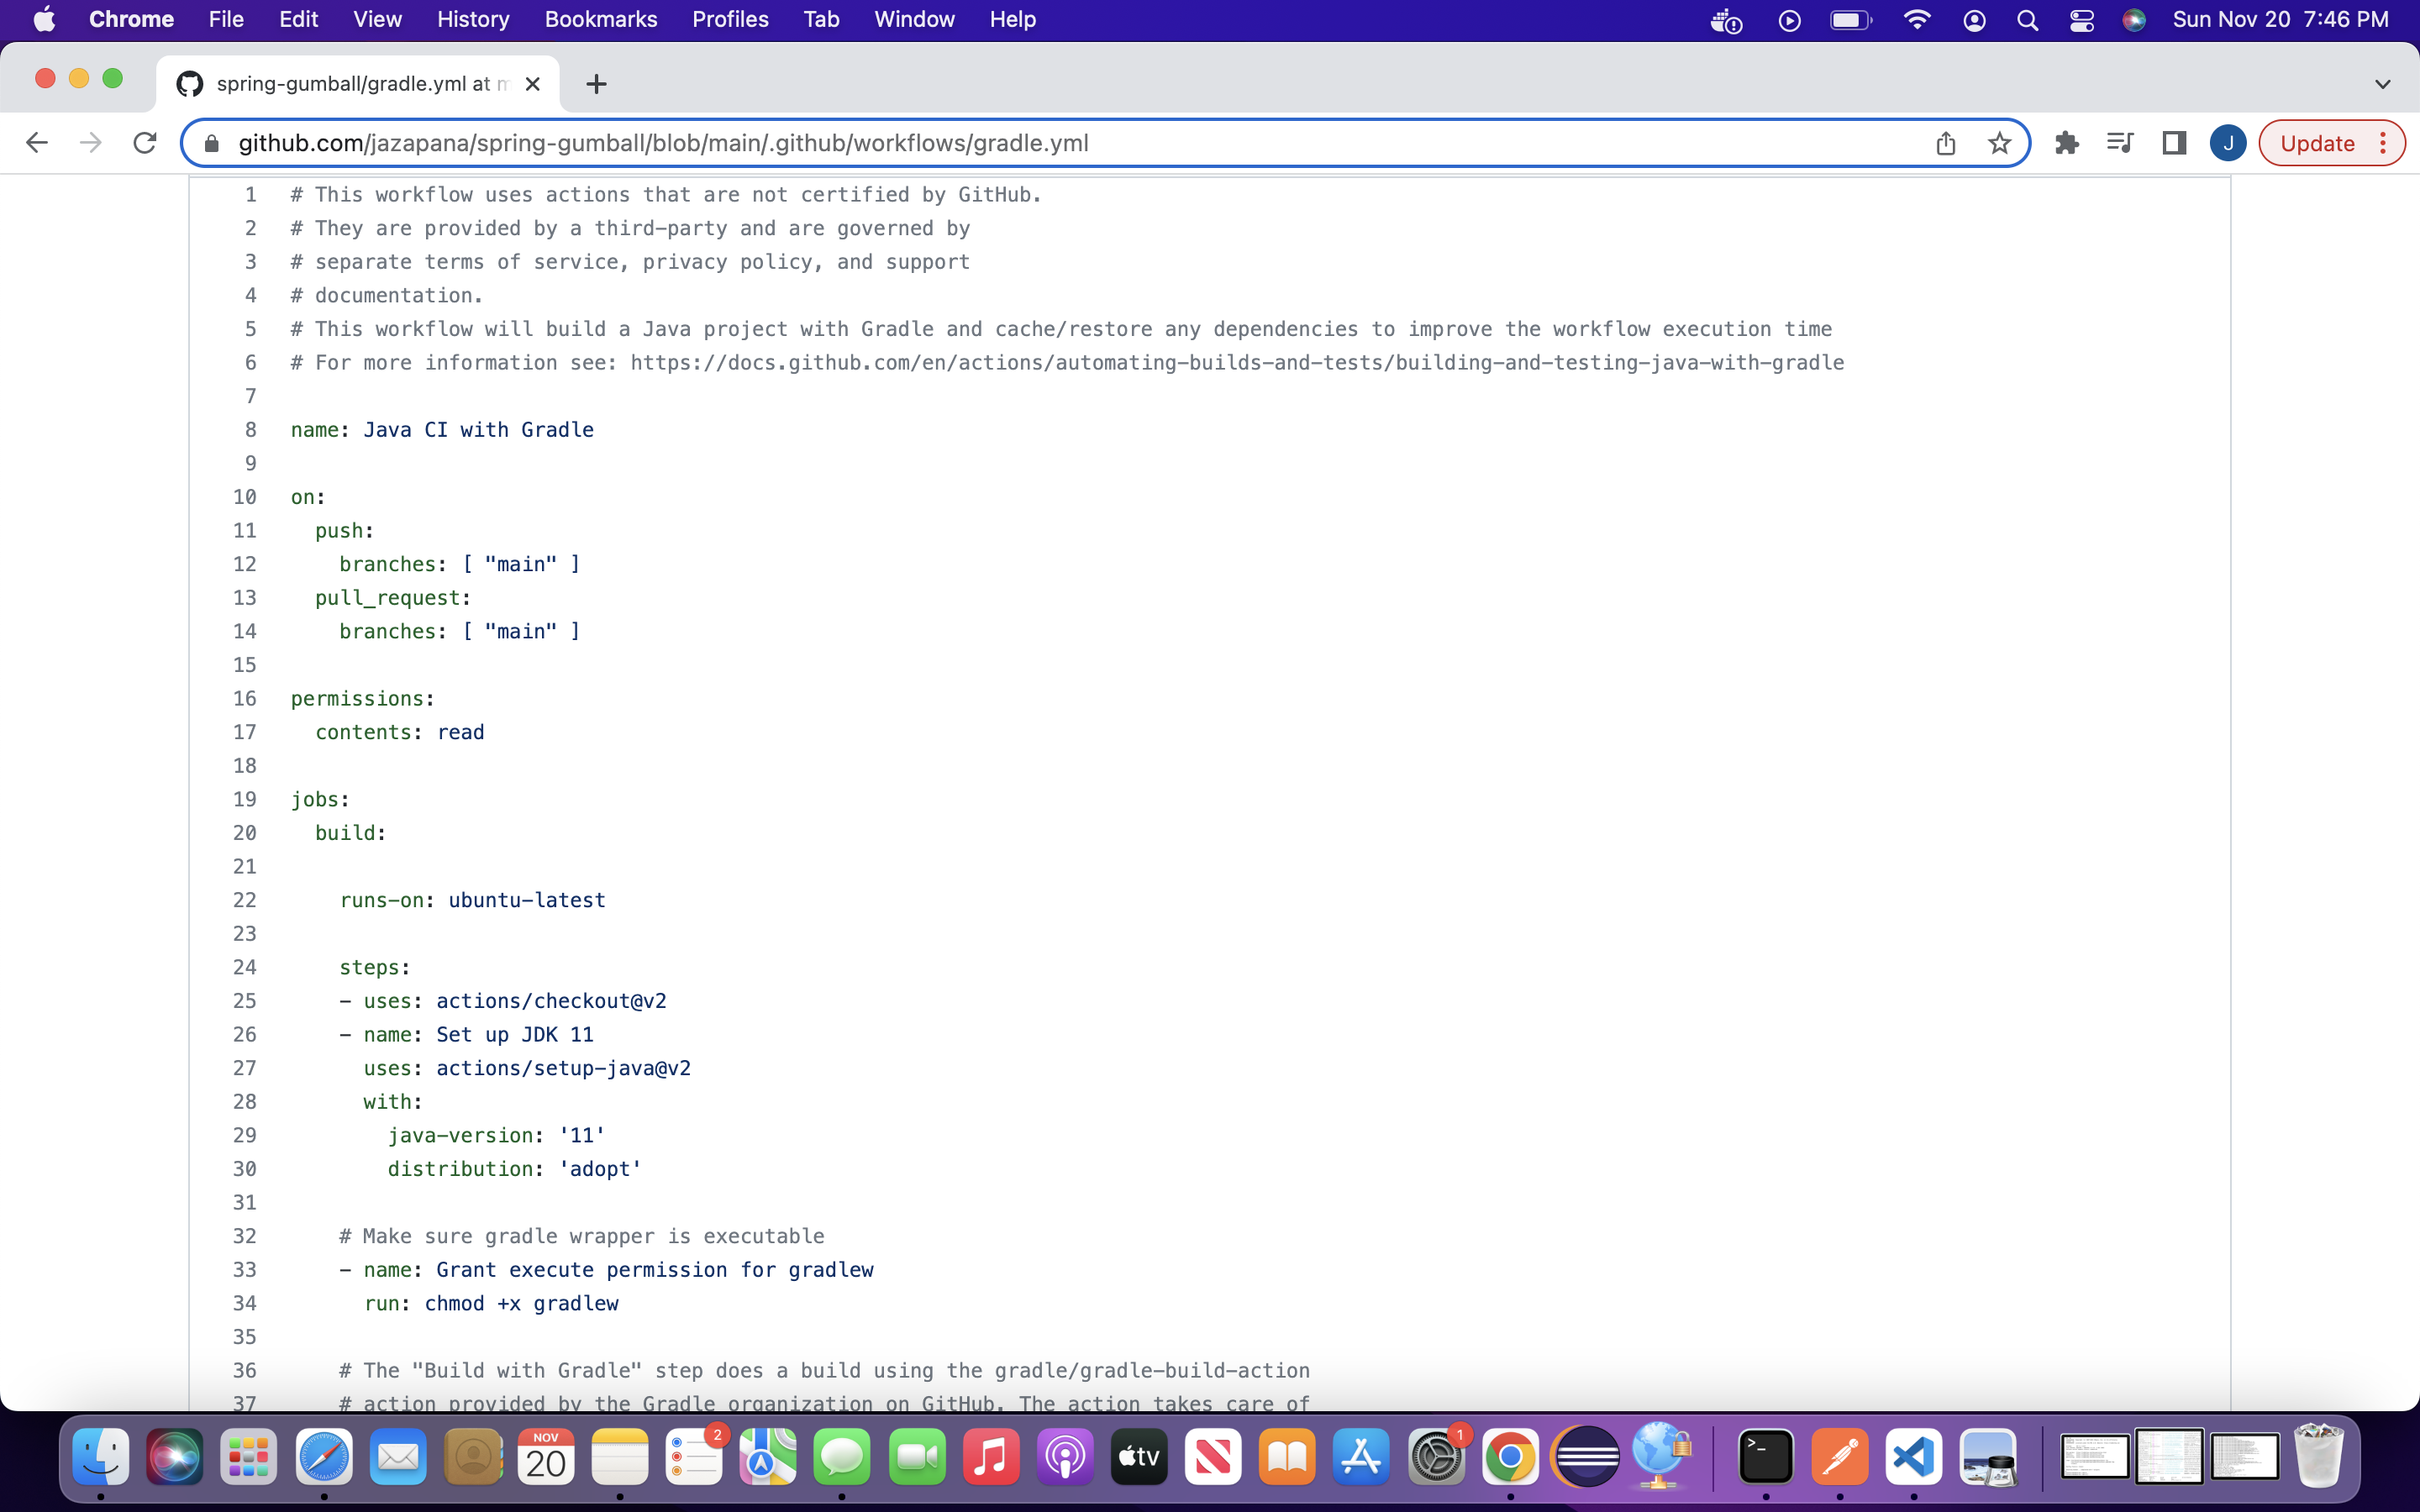 Chrome File Edit View History Bookmarks Profiles Tab Window Help Sun Nov 20 7:46 PM
spring-gumball/gradle.yml at m
github.com/jazapana/spring-gumball/blob/main/.github/workflows/gradle.yml J Update
1 # This workflow uses actions that are not certified by GitHub.
2 # They are provided by a third-party and are governed by
3 # separate terms of service, privacy policy, and support
4 # documentation.
5 # This workflow will build a Java project with Gradle and cache/restore any dependencies to improve the workflow execution time
6 # For more information see: https://docs.github.com/en/actions/automating-builds-and-tests/building-and-testing-java-with-gradle
7
8 name: Java CI with Gradle
9
10 on:
11 push:
12 branches: [ "main" ]
13 pull_request:
14 branches: [ "main" ]
15
16 permissions:
17 contents: read
18
19 jobs:
20 build:
21
22 runs-on: ubuntu-latest
23
24 steps:
25 - uses: actions/checkout@v2
26 - name: Set up JDK 11
27 uses: actions/setup-java@v2
28 with:
29 java-version: '11'
30 distribution: 'adopt'
31
32 # Make sure gradle wrapper is executable
33 - name: Grant execute permission for gradlew
34 run: chmod +x gradlew
35
36 # The "Build with Gradle" step does a build using the gradle/gradle-build-action
37 # action provided by the Gradle organization on GitHub. The action takes care of
NOV
20
2
tv
1
>_